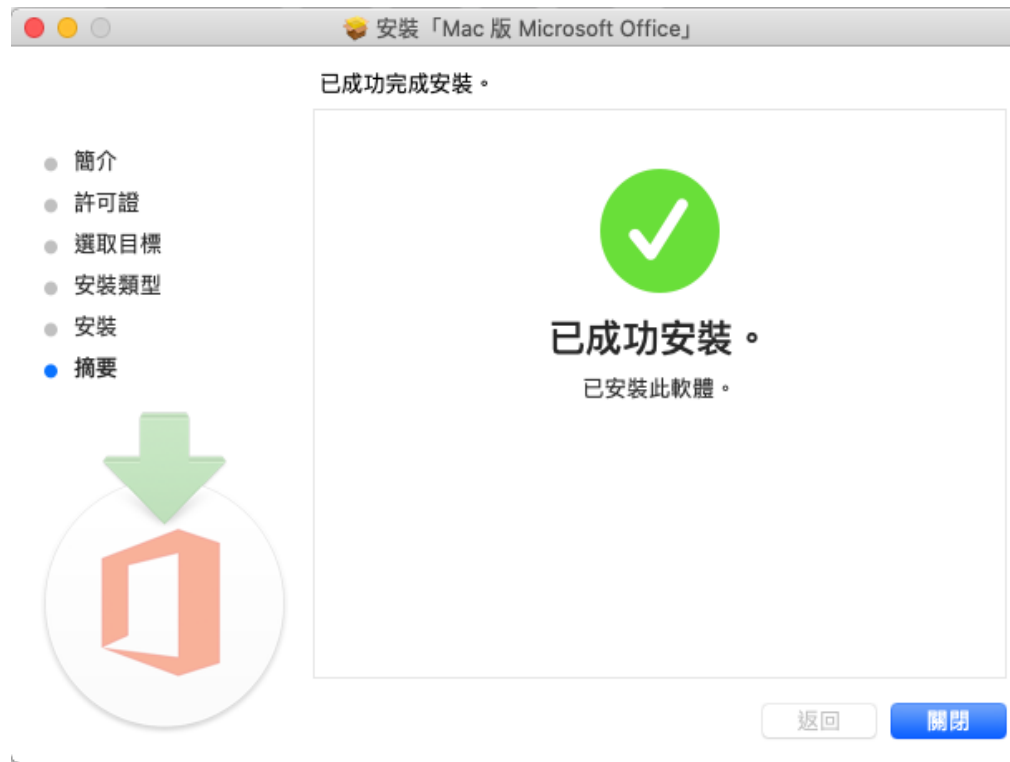 安裝「Mac 版 Microsoft Office」
已成功完成安裝。
簡介
許可證
選取目標
安裝類型
安裝
摘要
已成功安裝。
已安裝此軟體。
返回
關閉